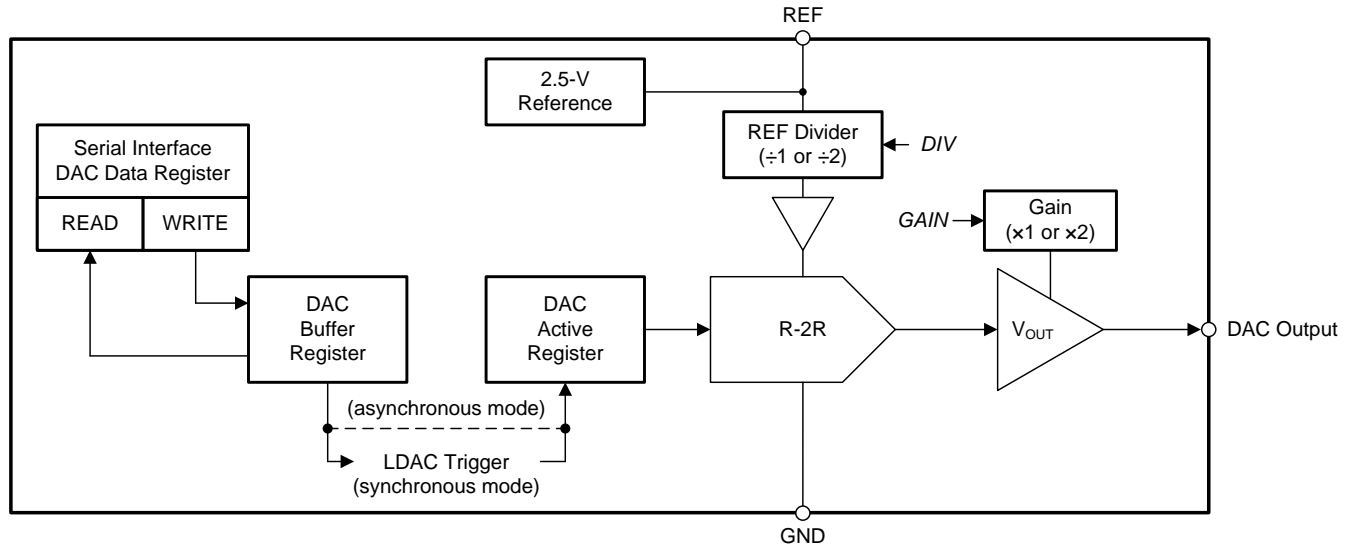 REF
2.5-V
Reference
REF Divider
(÷1 or ÷2)
DIV
Serial Interface
DAC Data Register
READ
WRITE
GAIN
Gain
(×1 or ×2)
DAC
Buffer
Register
DAC
Active
Register
R-2R
VOUT
DAC Output
(asynchronous mode)
LDAC Trigger
(synchronous mode)
GND